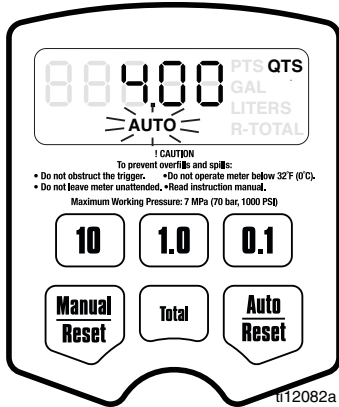 4.00 PTS QTS
GAL
LITERS
AUTO R-TOTAL
! CAUTION
To prevent overfills and spills:
• Do not obstruct the trigger. •Do not operate meter below 32˚F (0˚C).
• Do not leave meter unattended. •Read instruction manual.
Maximum Working Pressure: 7 MPa (70 bar, 1000 PSI)
10 1.0 0.1
Manual Total Auto
Reset Reset
ti12082a